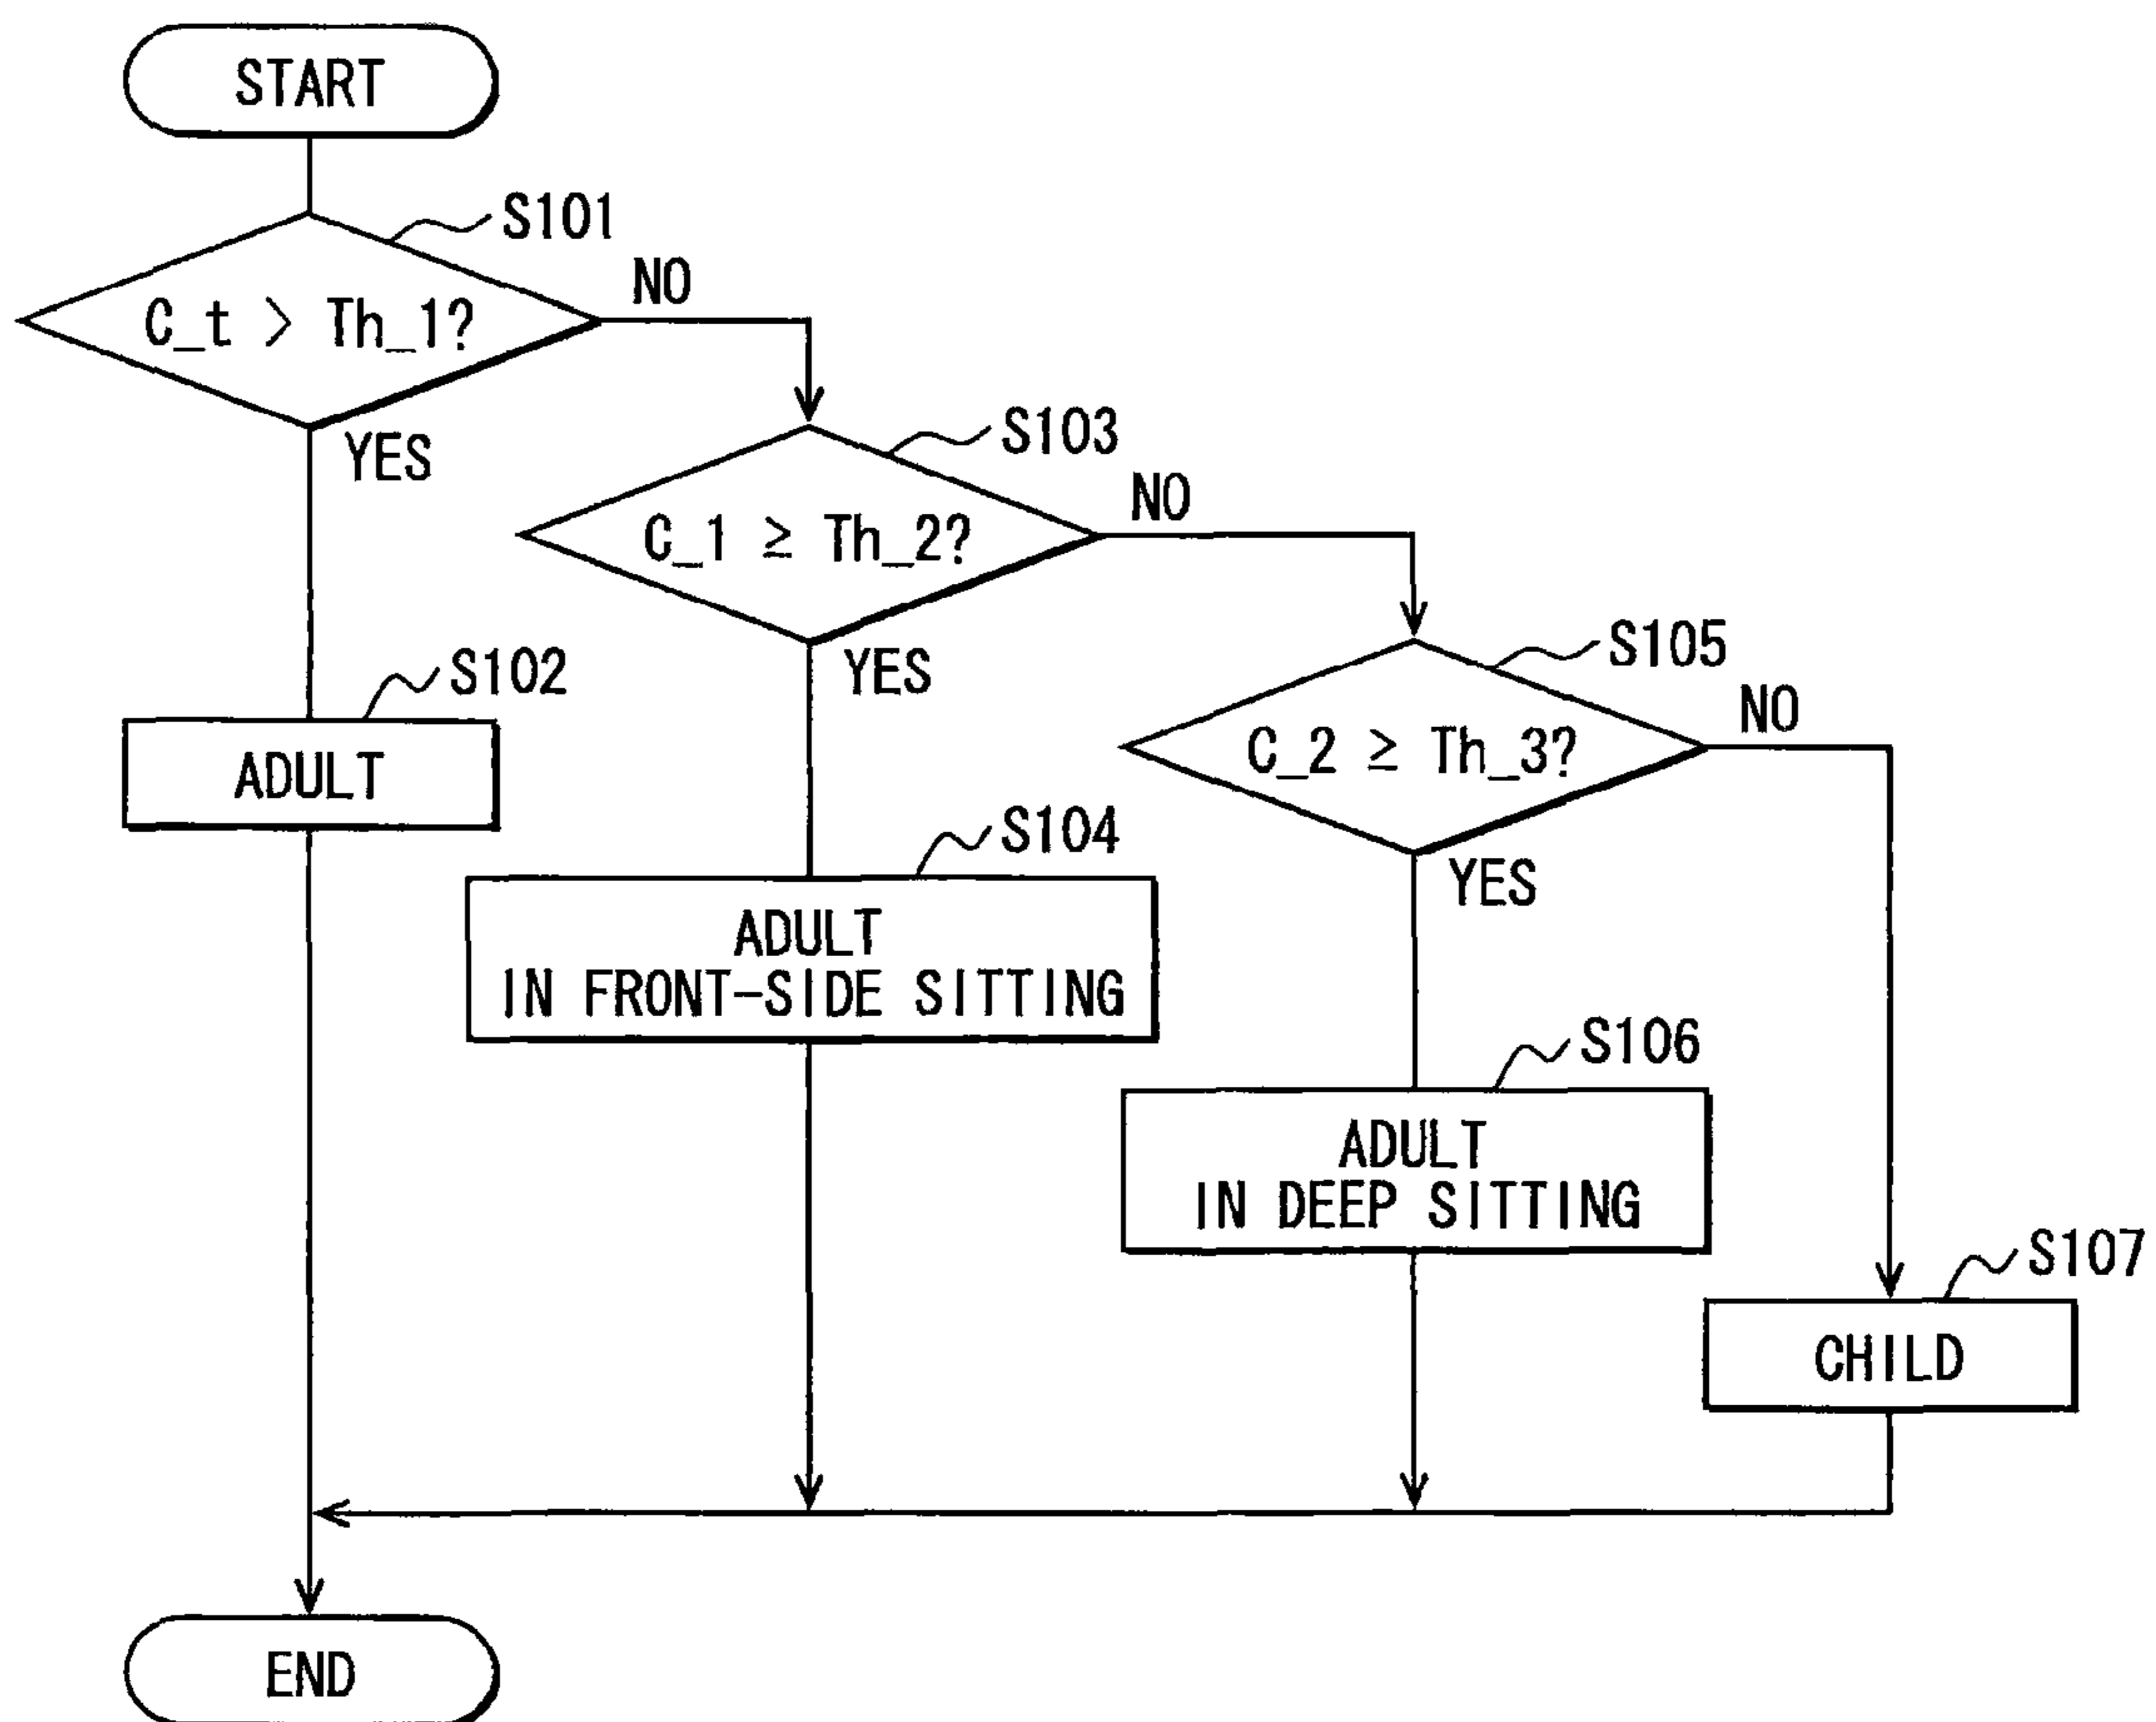 START
S101
C_t > Th_1?
NO
YES
S103
C_1 ≥ Th_2?
NO
YES
S105
C_2 ≥ Th_3?
NO
YES
S102
ADULT
S104
ADULT
IN FRONT-SIDE SITTING
S106
ADULT
IN DEEP SITTING
S107
CHILD
END